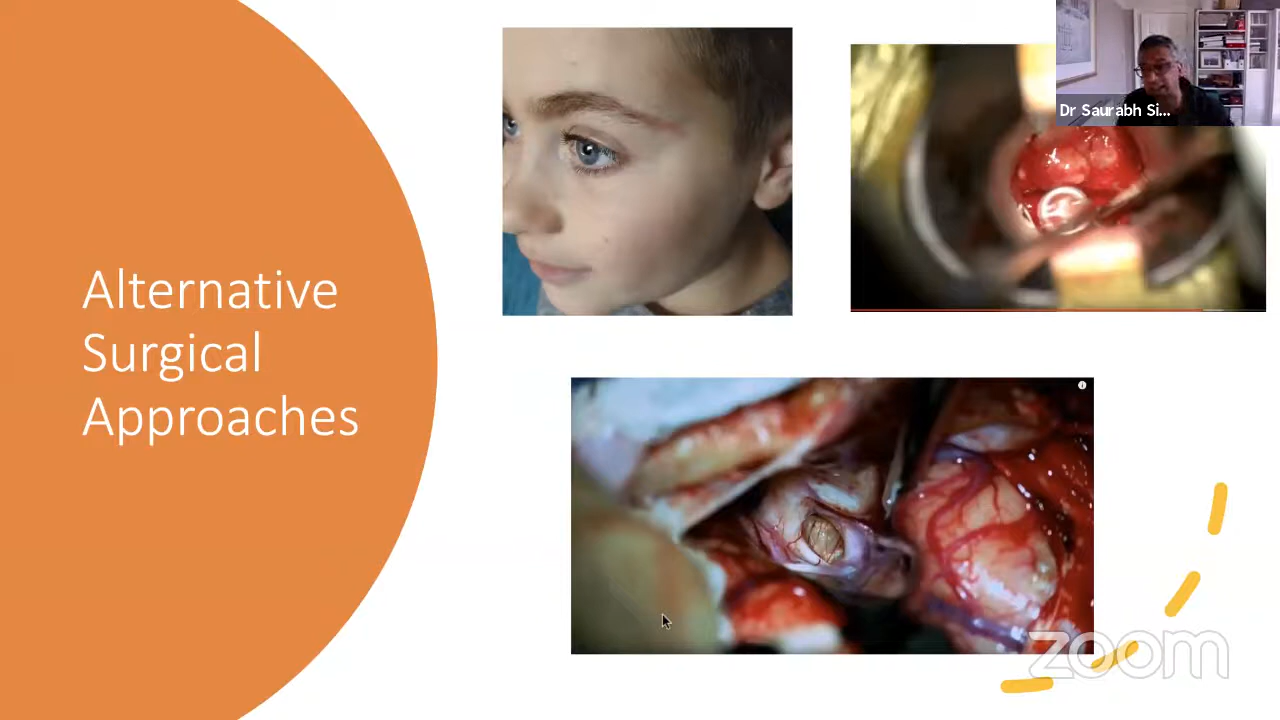 Alternative
Surgical
Approaches
Dr Saurabh Si...
zoom